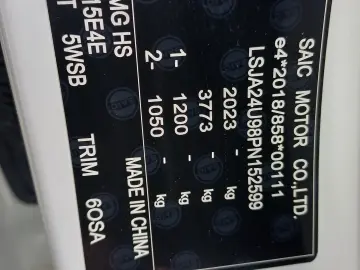 SAIC MOTOR CO.,LTD.
e4*2018/858*00111
LSJA24U98PN152599
2023 - kg
3773 - kg
1- 1200 - kg
2- 1050 - kg
MG HS MADE IN CHINA
15E4E
T 5WSB TRIM 60SA